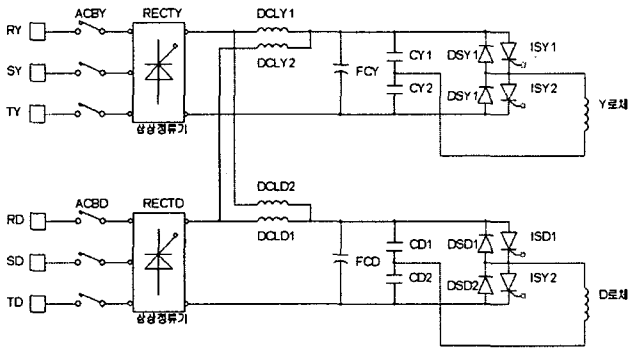 ACBY RECTY DCLY1
RY
DCLY2 CY1 DSY1 ISY1
SY
FCY
CY2 DSY1 ISY2
TY
Y로체
삼상정류기
DCLD2
ACBD RECTD
RD
DCLD1 CD1 DSD1 ISD1
SD
FCD
CD2 DSD2 ISY2
TD
D로체
삼상정류기